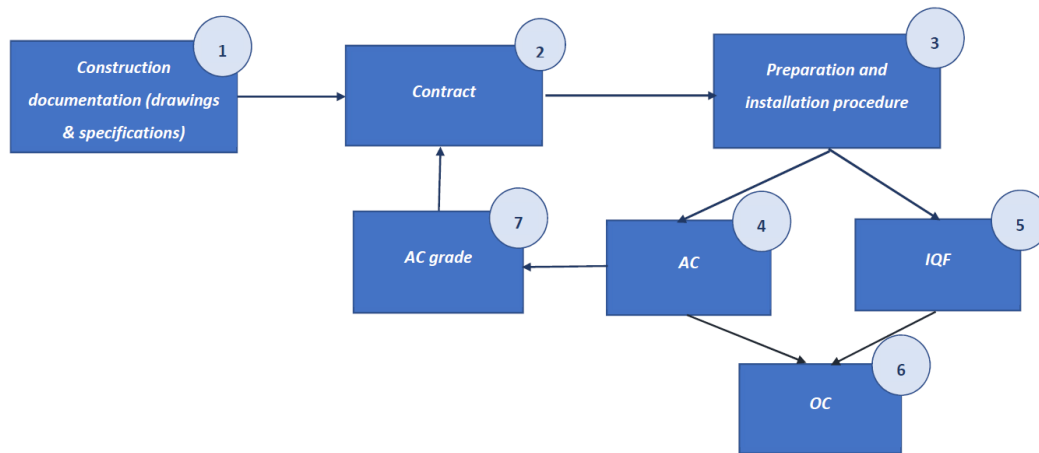 1
Construction
documentation (drawings
& specifications)
2
Contract
3
Preparation and
installation procedure
4
AC
5
IQF
6
OC
7
AC grade